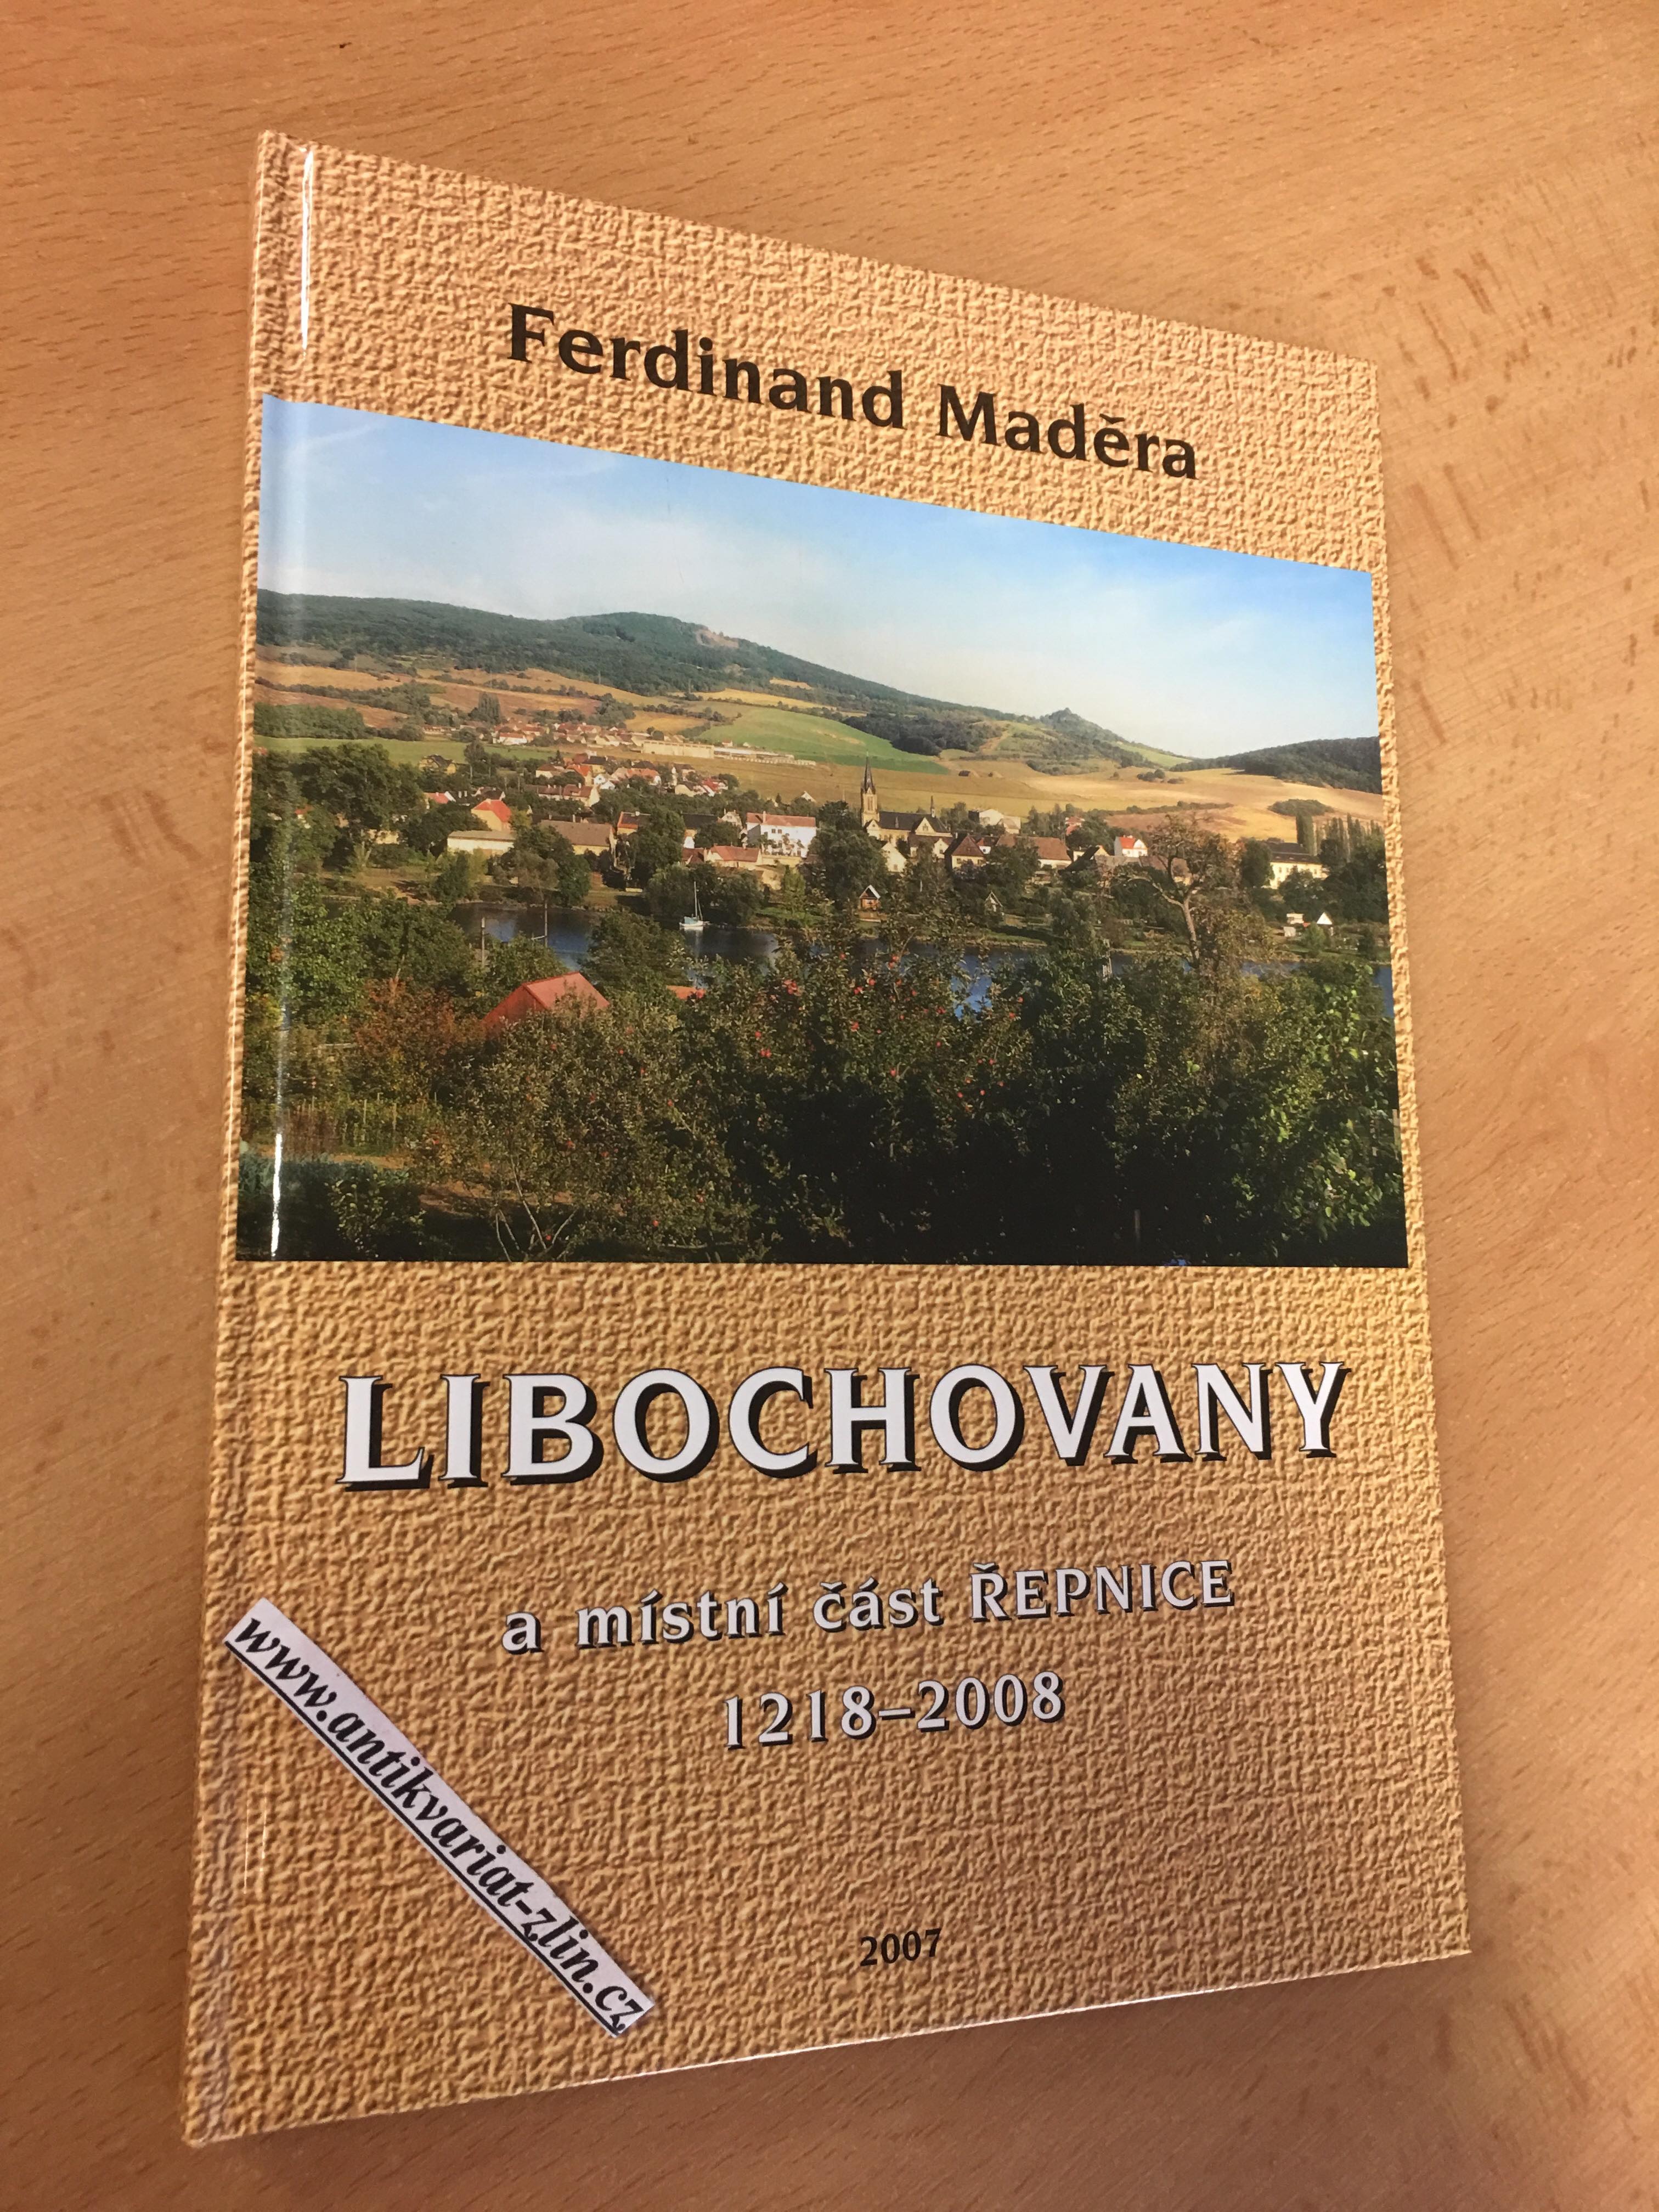 Ferdinand Maděra
LIBOCHOVANY
a místní část ŘEPNICE
1218–2008
www.antikvariat-zlin.cz
2007